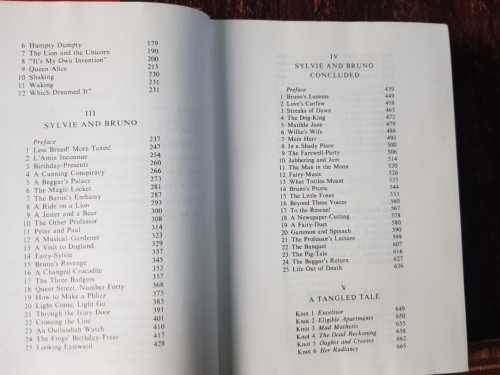 6 Humpty Dumpty 179
7 The Lion and the Unicorn 190
8 "It's My Own Invention" 200
9 Queen Alice 215
10 Shaking 230
11 Waking 231
12 Which Dreamed It? 231
III
SYLVIE AND BRUNO
Preface 237
1 Less Bread! More Taxes! 247
2 L'Amie Inconnue 254
3 Birthday-Presents 260
4 A Cunning Conspiracy 266
5 A Beggar's Palace 273
6 The Magic Locket 281
7 The Baron's Embassy 287
8 A Ride on a Lion 293
9 A Jester and a Bear 300
10 The Other Professor 308
11 Peter and Paul 314
12 A Musical Gardener 323
13 A Visit to Dogland 329
14 Fairy-Sylvie 337
15 Bruno's Revenge 345
16 A Changed Crocodile 353
17 The Three Badgers 360
18 Queer Street, Number Forty 368
19 How to Make a Phlizz 375
20 Light Come, Light Go 383
21 Through the Ivory Door 391
22 Crossing the Line 401
23 An Outlandish Watch 410
24 The Frogs' Birthday-Treat 417
25 Looking Eastward 428
IV
SYLVIE AND BRUNO
CONCLUDED
Preface 439
1 Bruno's Lessons 449
2 Love's Curfew 458
3 Streaks of Dawn 465
4 The Dog-King 472
5 Matilda Jane 479
6 Willie's Wife 486
7 Mein Herr 493
8 In a Shady Place 500
9 The Farewell-Party 506
10 Jabbering and Jam 514
11 The Man in the Moon
12 Fairy-Music
13 What Tottles Meant
14 Bruno's Picnic
15 The Little Foxes
16 Beyond These Voices
17 To the Rescue!
18 A Newspaper-Cutting
19 A Fairy-Duet 580
20 Gammon and Spinach 590
21 The Professor's Lecture
22 The Banquet 607
23 The Pig-Tale 616
24 The Beggar's Return 627
25 Life Out of Death 636
V
A TANGLED TALE
Knot 1 Excelsior 649
Knot 2 Eligible Apartments 650
Knot 3 Mad Mathesis 655
Knot 4 The Dead Reckoning 658
Knot 5 Oughts and Crosses 662
Knot 6 Her Radiancy 665